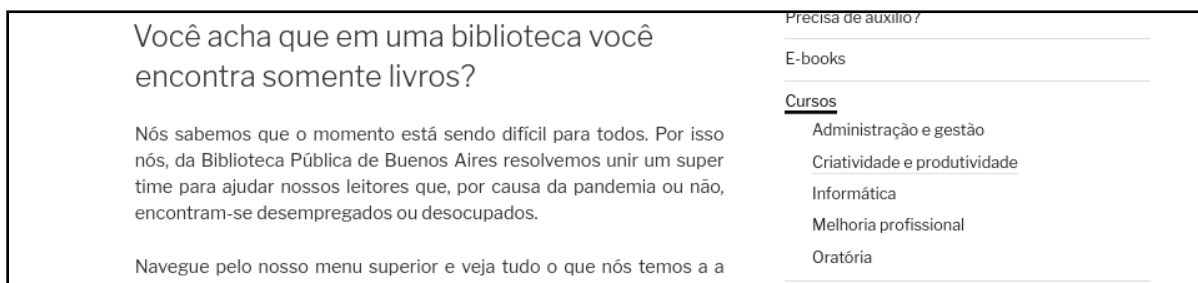 Você acha que em uma biblioteca você
encontra somente livros?
Nós sabemos que o momento está sendo difícil para todos. Por isso
nós, da Biblioteca Pública de Buenos Aires resolvemos unir um super
time para ajudar nossos leitores que, por causa da pandemia ou não,
encontram-se desempregados ou desocupados.
Navegue pelo nosso menu superior e veja tudo o que nós temos a a
Precisa de auxílio?
E-books
Cursos
Administração e gestão
Criatividade e produtividade
Informática
Melhoria profissional
Oratória